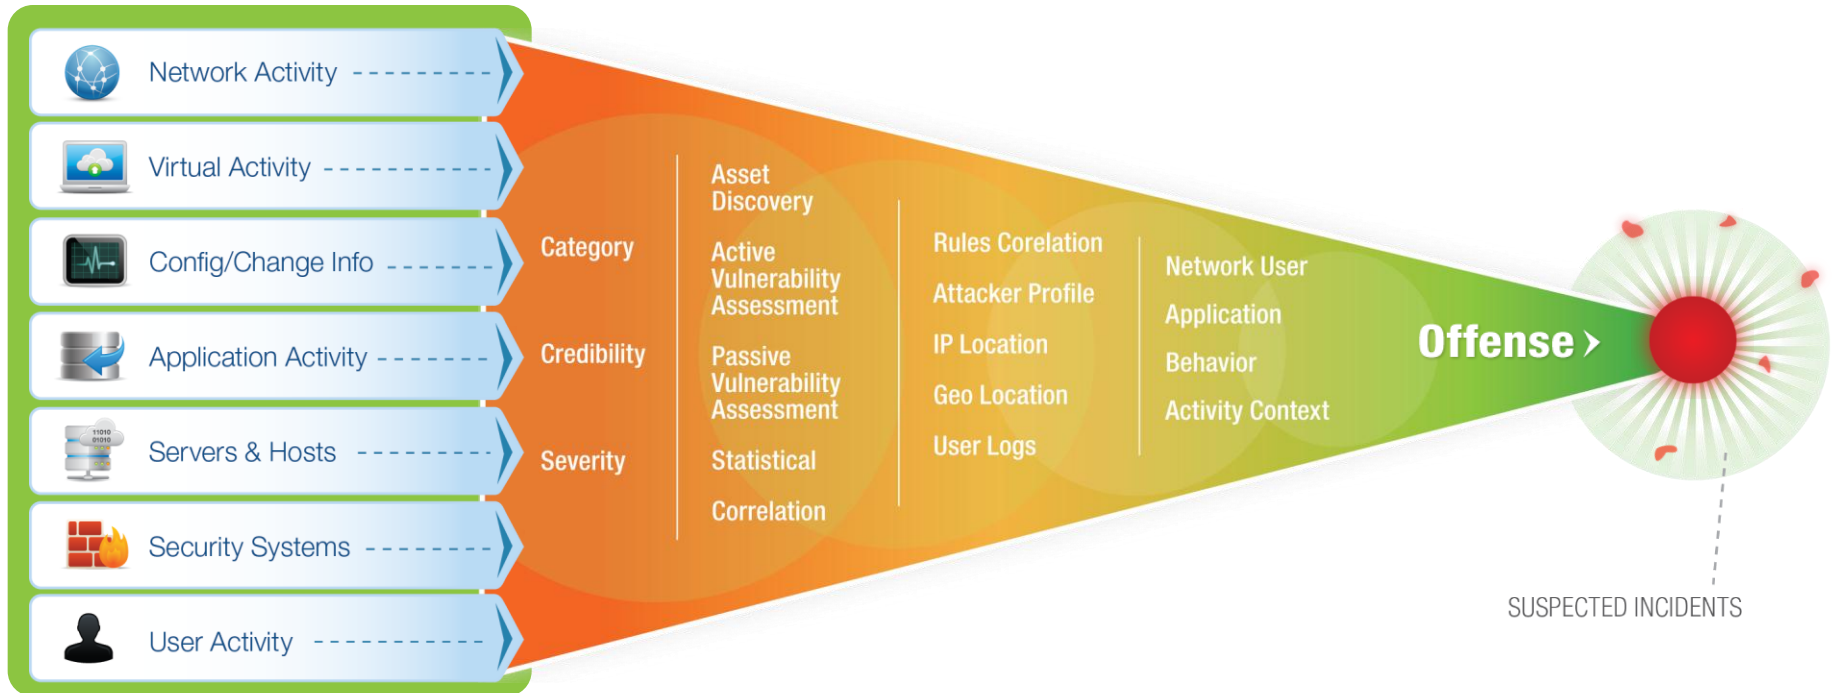 Network Activity
Virtual Activity
Config/Change Info
Application Activity
11010
01010
Servers & Hosts
Security Systems
User Activity
Category
Credibility
Severity
Asset
Discovery
Active
Vulnerability
Assessment
Passive
Vulnerability
Assessment
Statistical
Correlation
Rules Corelation
Attacker Profile
IP Location
Geo Location
User Logs
Network User
Application
Behavior
Activity Context
Offense
SUSPECTED INCIDENTS